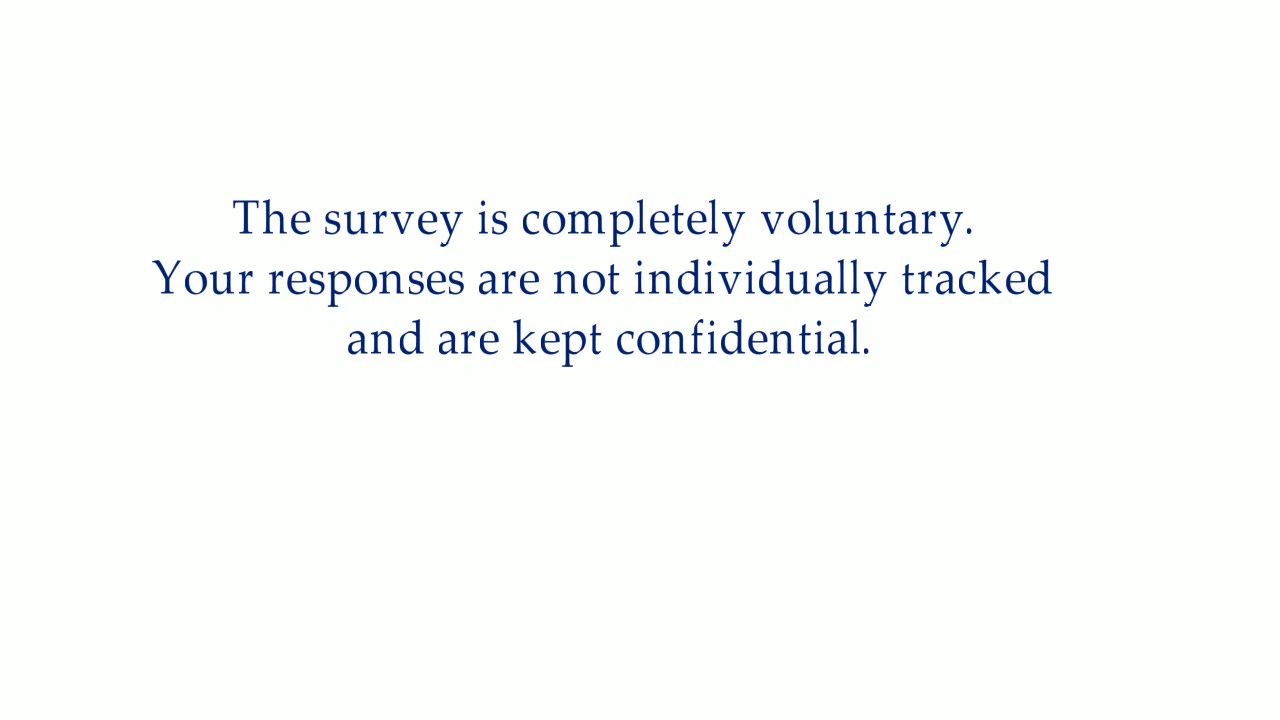 The survey is completely voluntary.
Your responses are not individually tracked
and are kept confidential.